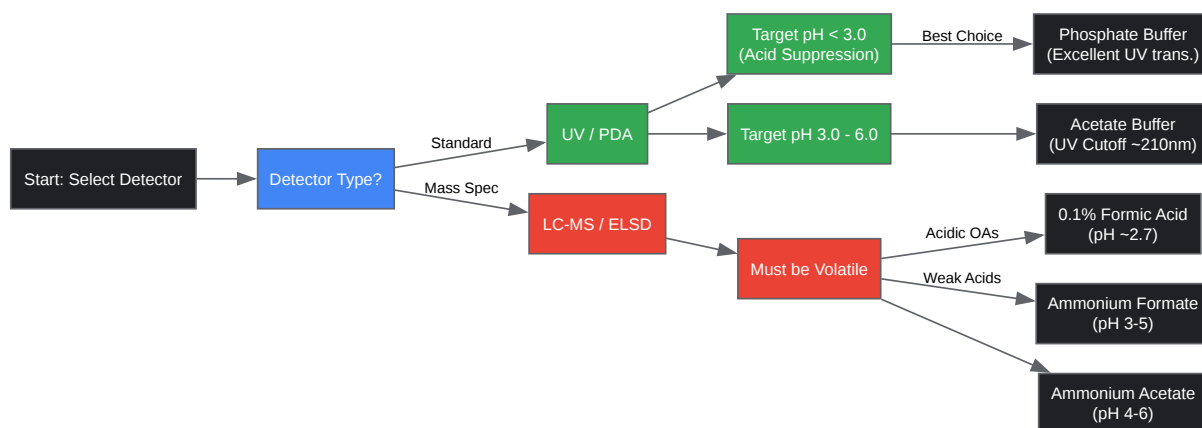 Start: Select Detector
Detector Type?
Standard
Mass Spec
UV / PDA
LC-MS / ELSD
Target pH < 3.0
(Acid Suppression)
Target pH 3.0 - 6.0
Must be Volatile
Best Choice
Acidic OAs
Weak Acids
Phosphate Buffer
(Excellent UV trans.)
Acetate Buffer
(UV Cutoff ~210nm)
0.1% Formic Acid
(pH ~2.7)
Ammonium Formate
(pH 3-5)
Ammonium Acetate
(pH 4-6)